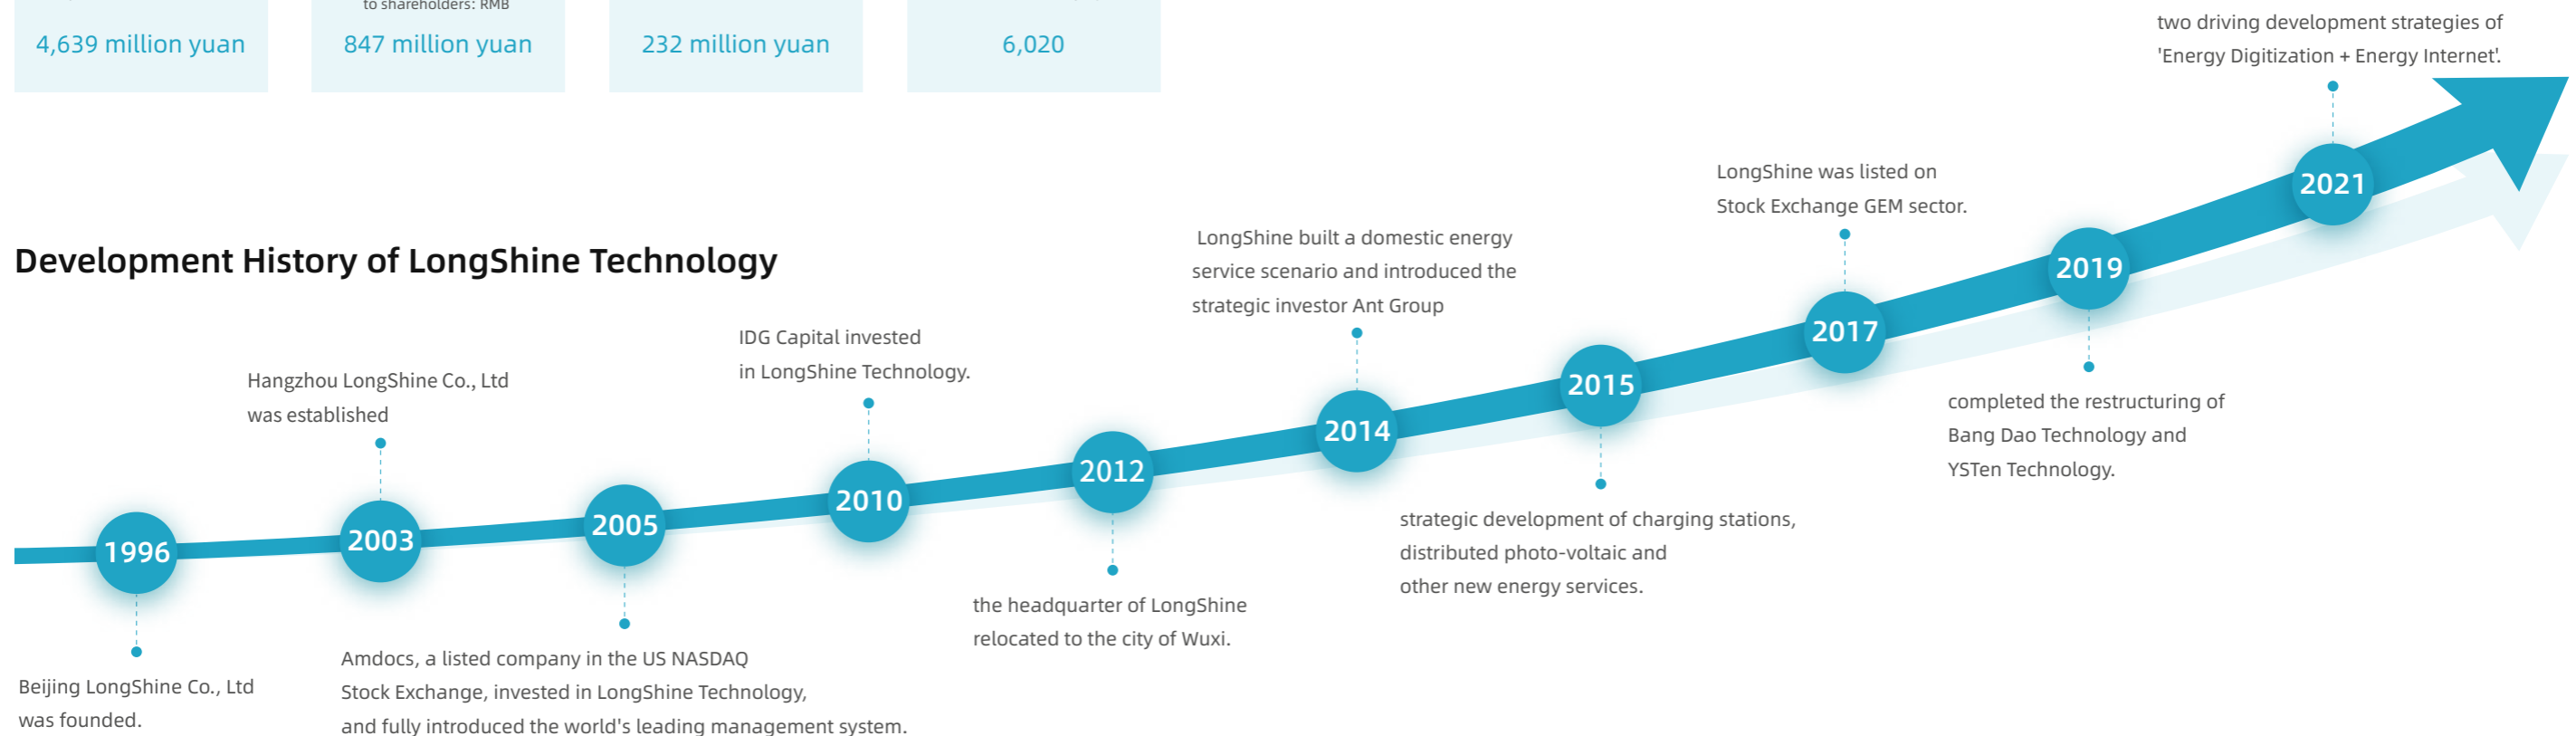 to shareholders: RMB
4,639 million yuan
847 million yuan
232 million yuan
6,020
two driving development strategies of
'Energy Digitization + Energy Internet'.
Development History of LongShine Technology
1996
Beijing LongShine Co., Ltd
was founded.
Hangzhou LongShine Co., Ltd
was established
2003
2005
Amdocs, a listed company in the US NASDAQ
Stock Exchange, invested in LongShine Technology,
and fully introduced the world's leading management system.
IDG Capital invested
in LongShine Technology.
2010
2012
the headquarter of LongShine
relocated to the city of Wuxi.
LongShine built a domestic energy
service scenario and introduced the
strategic investor Ant Group
2014
2015
strategic development of charging stations,
distributed photo-voltaic and
other new energy services.
LongShine was listed on
Stock Exchange GEM sector.
2017
2019
completed the restructuring of
Bang Dao Technology and
YSTen Technology.
2021